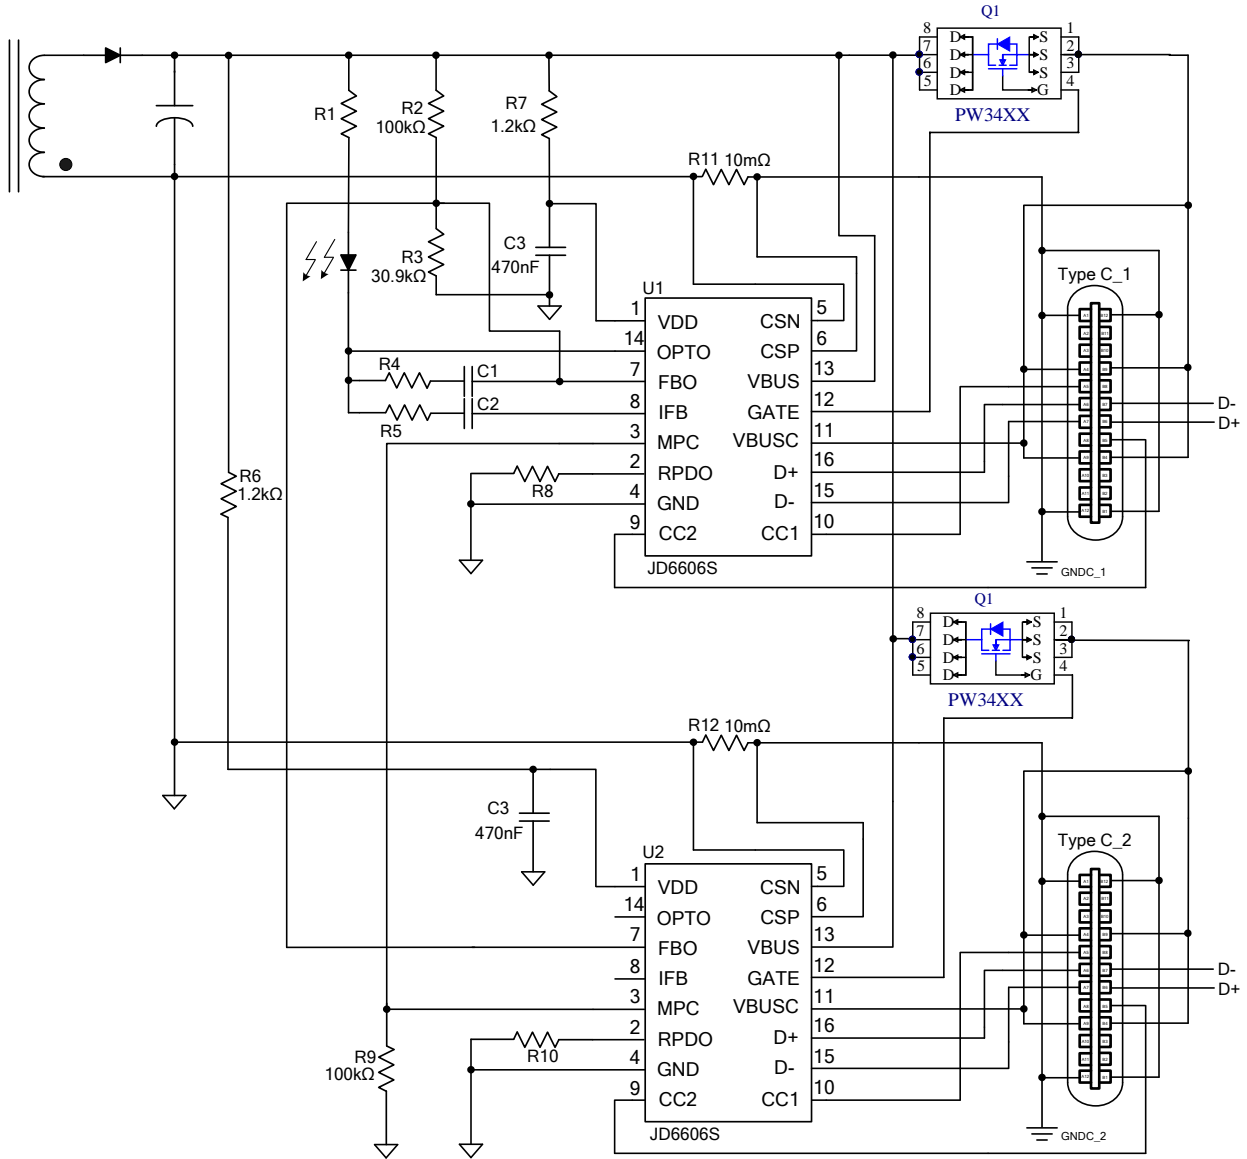 Q1
8
7
6
5
D
D
D
D
S
S
S
G
1
2
3
4
PW34XX
R1
R2
100kΩ
R7
1.2kΩ
R11 10mΩ
R3
30.9kΩ
C3
470nF
Type C_1
U1
1 VDD
14 OPTO
7 FBO
8 IFB
3 MPC
2 RPDO
4 GND
9 CC2
CSN 5
CSP 6
VBUS 13
GATE 12
VBUSC 11
D+ 16
D- 15
CC1 10
JD6606S
R4
C1
R5
C2
R8
R6
1.2kΩ
D-
D+
GNDC_1
Q1
8
7
6
5
D
D
D
D
S
S
S
G
1
2
3
4
PW34XX
R12 10mΩ
C3
470nF
Type C_2
U2
1 VDD
14 OPTO
7 FBO
8 IFB
3 MPC
2 RPDO
4 GND
9 CC2
CSN 5
CSP 6
VBUS 13
GATE 12
VBUSC 11
D+ 16
D- 15
CC1 10
JD6606S
R10
R9
100kΩ
D-
D+
GNDC_2